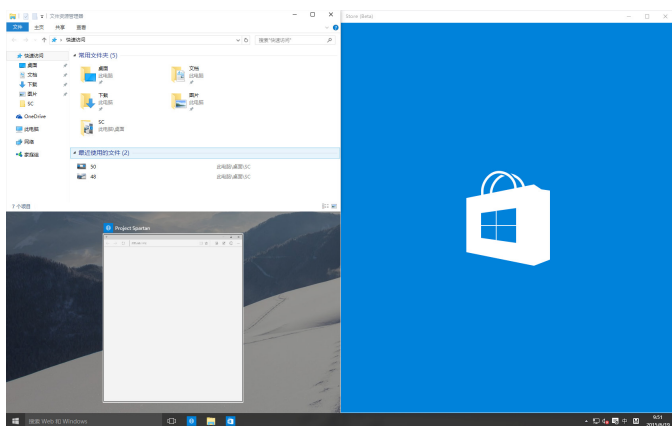 文件资源管理器
文件 主页 共享 查看
快速访问
搜索"快速访问"
快速访问
桌面
文档
下载
图片
SC
OneDrive
此电脑
网络
家庭组
常用文件夹 (5)
桌面
此电脑
文档
此电脑
下载
此电脑
图片
此电脑
SC
此电脑\桌面
最近使用的文件 (2)
50 此电脑\桌面\SC
48 此电脑\桌面\SC
7 个项目
Store (Beta)
Project Spartan
搜索 Web 和 Windows
中
M
9:51